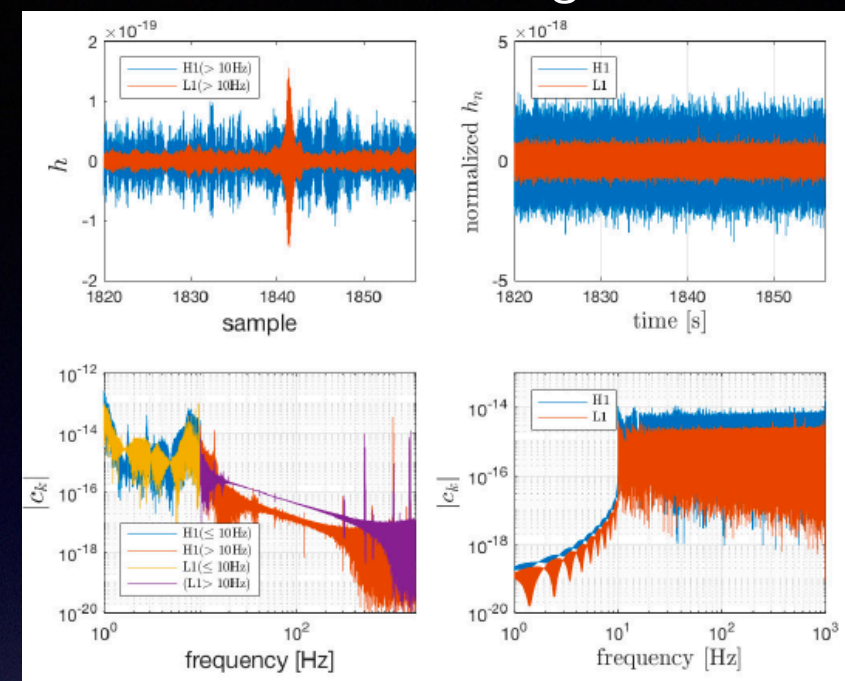 ×10⁻¹⁹
2
1
0
-1
-2
h
H1(> 10Hz)
L1(> 10Hz)
1820 1830 1840 1850
sample
×10⁻¹⁸
5
0
-5
normalized hₙ
H1
L1
1820 1830 1840 1850
time [s]
10⁻¹²
10⁻¹⁴
10⁻¹⁶
10⁻¹⁸
10⁻²⁰
|cₖ|
H1(≤ 10Hz)
H1(> 10Hz)
L1(≤ 10Hz)
(L1> 10Hz)
10⁰ 10²
frequency [Hz]
10⁻¹⁴
10⁻¹⁶
10⁻¹⁸
10⁻²⁰
|cₖ|
H1
L1
10⁰ 10¹ 10² 10³
frequency [Hz]